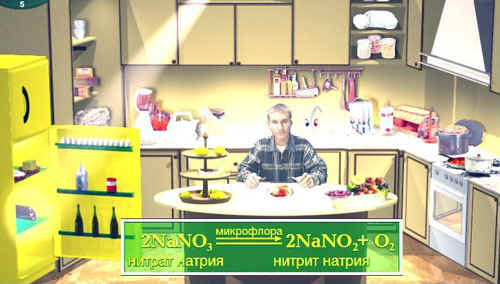 5
микрофлора
2NaNO₃ → 2NaNO₂ + O₂
нитрат натрия нитрит натрия